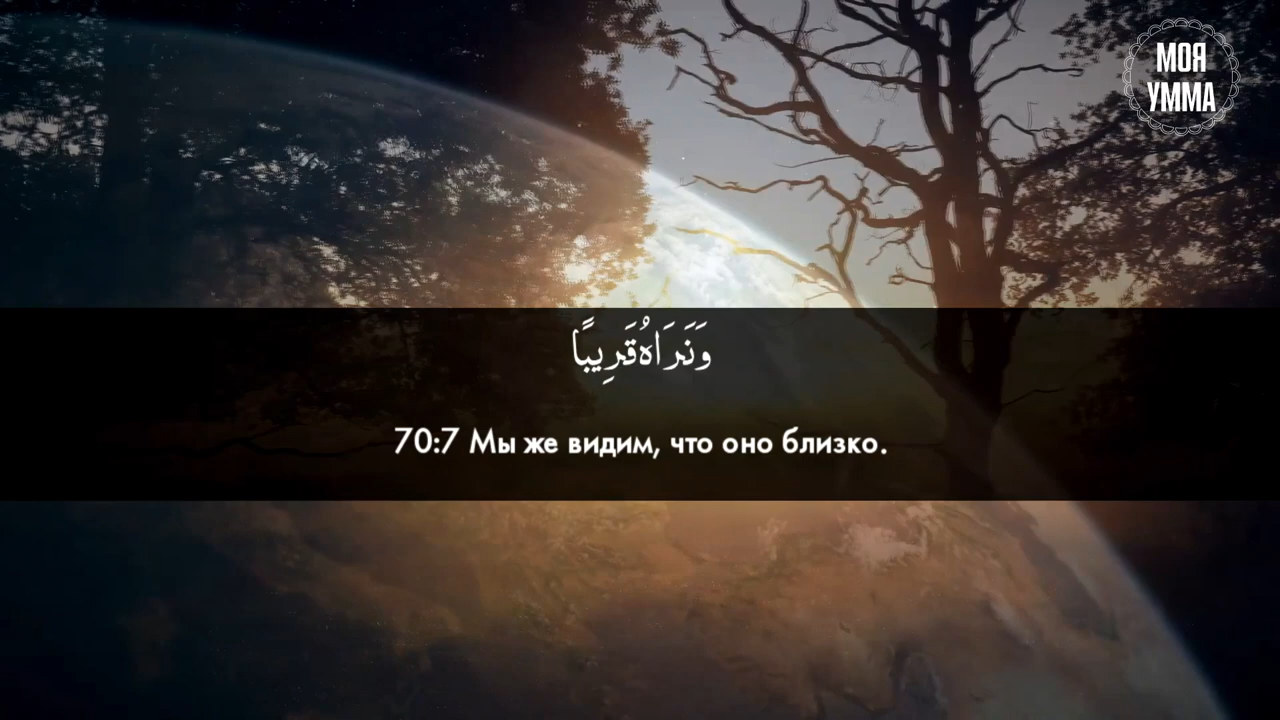 МОЯ
УММА
وَنَرَاهُ قَرِيبًا
70:7 Мы же видим, что оно близко.